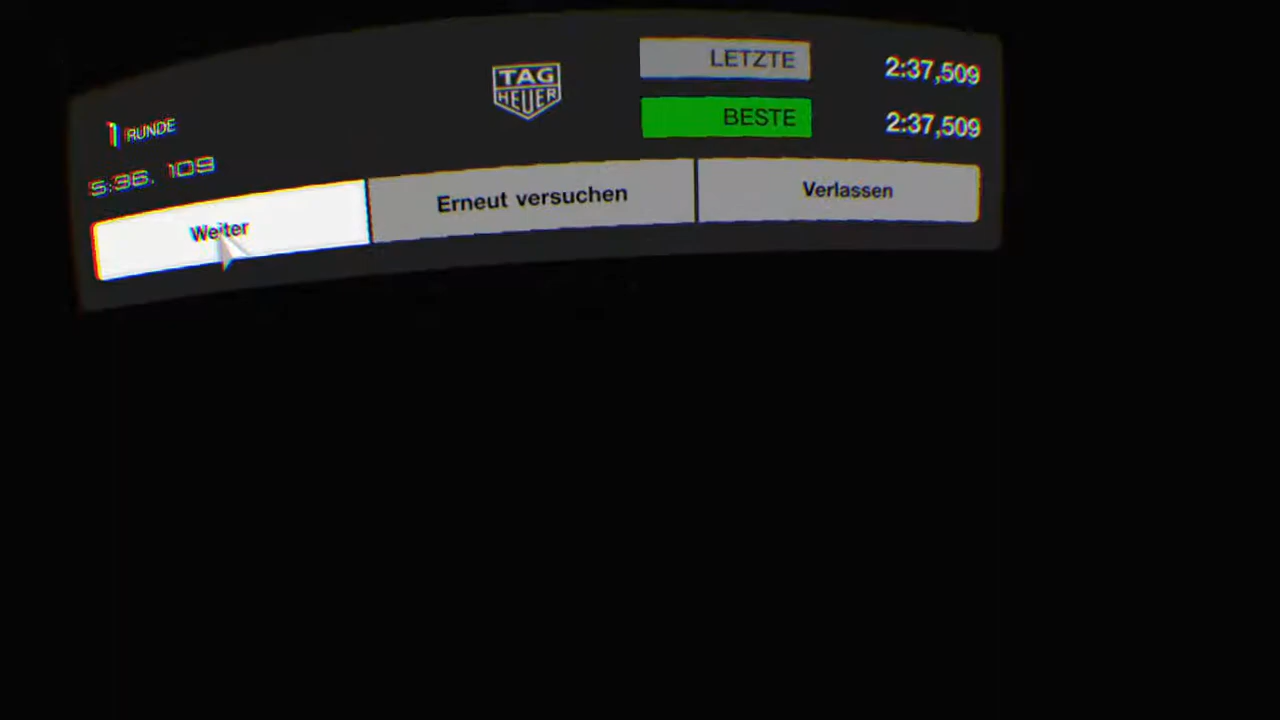 TAG
HEUER
LETZTE 2:37,509
BESTE 2:37,509
1 RUNDE
5:36. 109
Weiter
Erneut versuchen
Verlassen